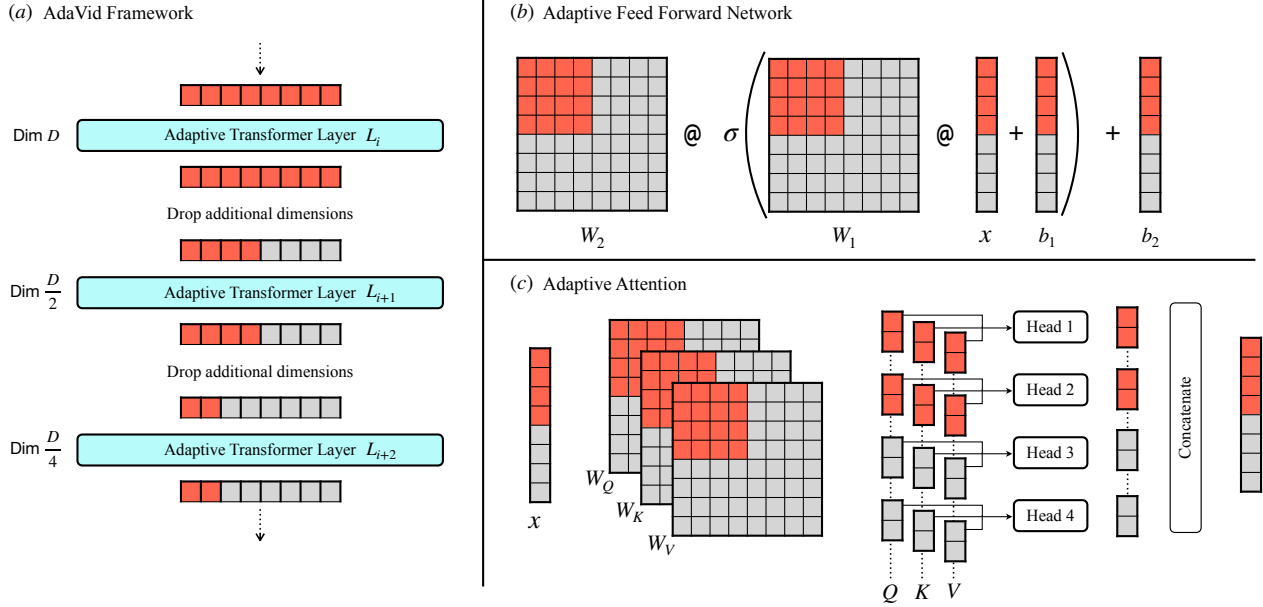 (a) AdaVid Framework
Dim D
Adaptive Transformer Layer L_i
Drop additional dimensions
Dim D/2
Adaptive Transformer Layer L_{i+1}
Drop additional dimensions
Dim D/4
Adaptive Transformer Layer L_{i+2}
(b) Adaptive Feed Forward Network
@ σ ( @ + ) +
W_2 W_1 x b_1 b_2
(c) Adaptive Attention
x
W_Q
W_K
W_V
Head 1
Head 2
Head 3
Head 4
Q K V
Concatenate